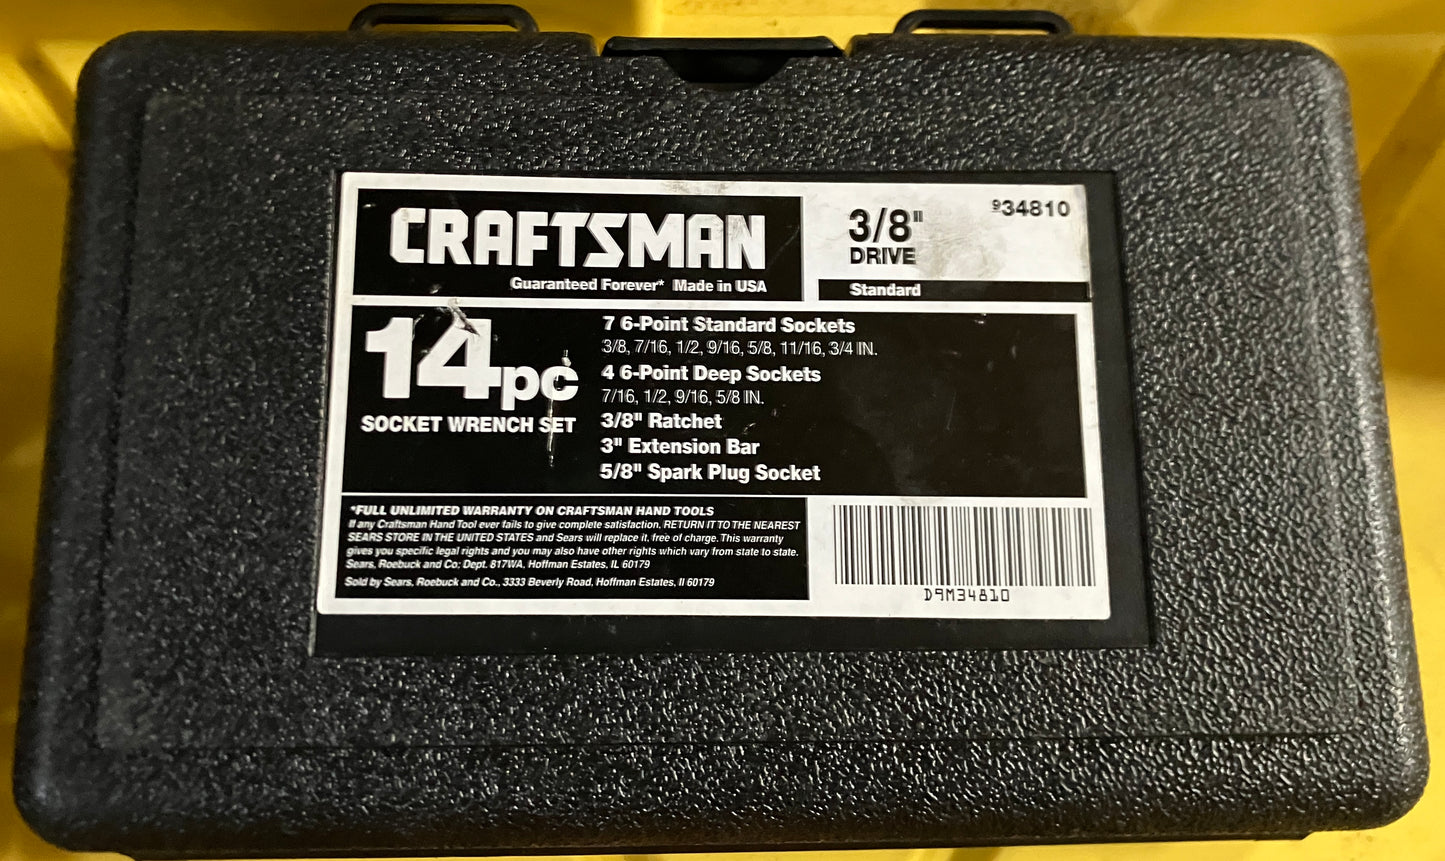 CRAFTSMAN
Guaranteed Forever* Made in USA
3/8"
DRIVE
934810
Standard
14pc
SOCKET WRENCH SET
7 6-Point Standard Sockets
3/8, 7/16, 1/2, 9/16, 5/8, 11/16, 3/4 IN.
4 6-Point Deep Sockets
7/16, 1/2, 9/16, 5/8 IN.
3/8" Ratchet
3" Extension Bar
5/8" Spark Plug Socket
*FULL UNLIMITED WARRANTY ON CRAFTSMAN HAND TOOLS
If any Craftsman Hand Tool ever fails to give complete satisfaction, RETURN IT TO THE NEAREST
SEARS STORE IN THE UNITED STATES and Sears will replace it, free of charge. This warranty
gives you specific legal rights and you may also have other rights which vary from state to state.
Sears, Roebuck and Co; Dept. 817WA, Hoffman Estates, IL 60179
Sold by Sears, Roebuck and Co., 3333 Beverly Road, Hoffman Estates, Il 60179
D9M34810